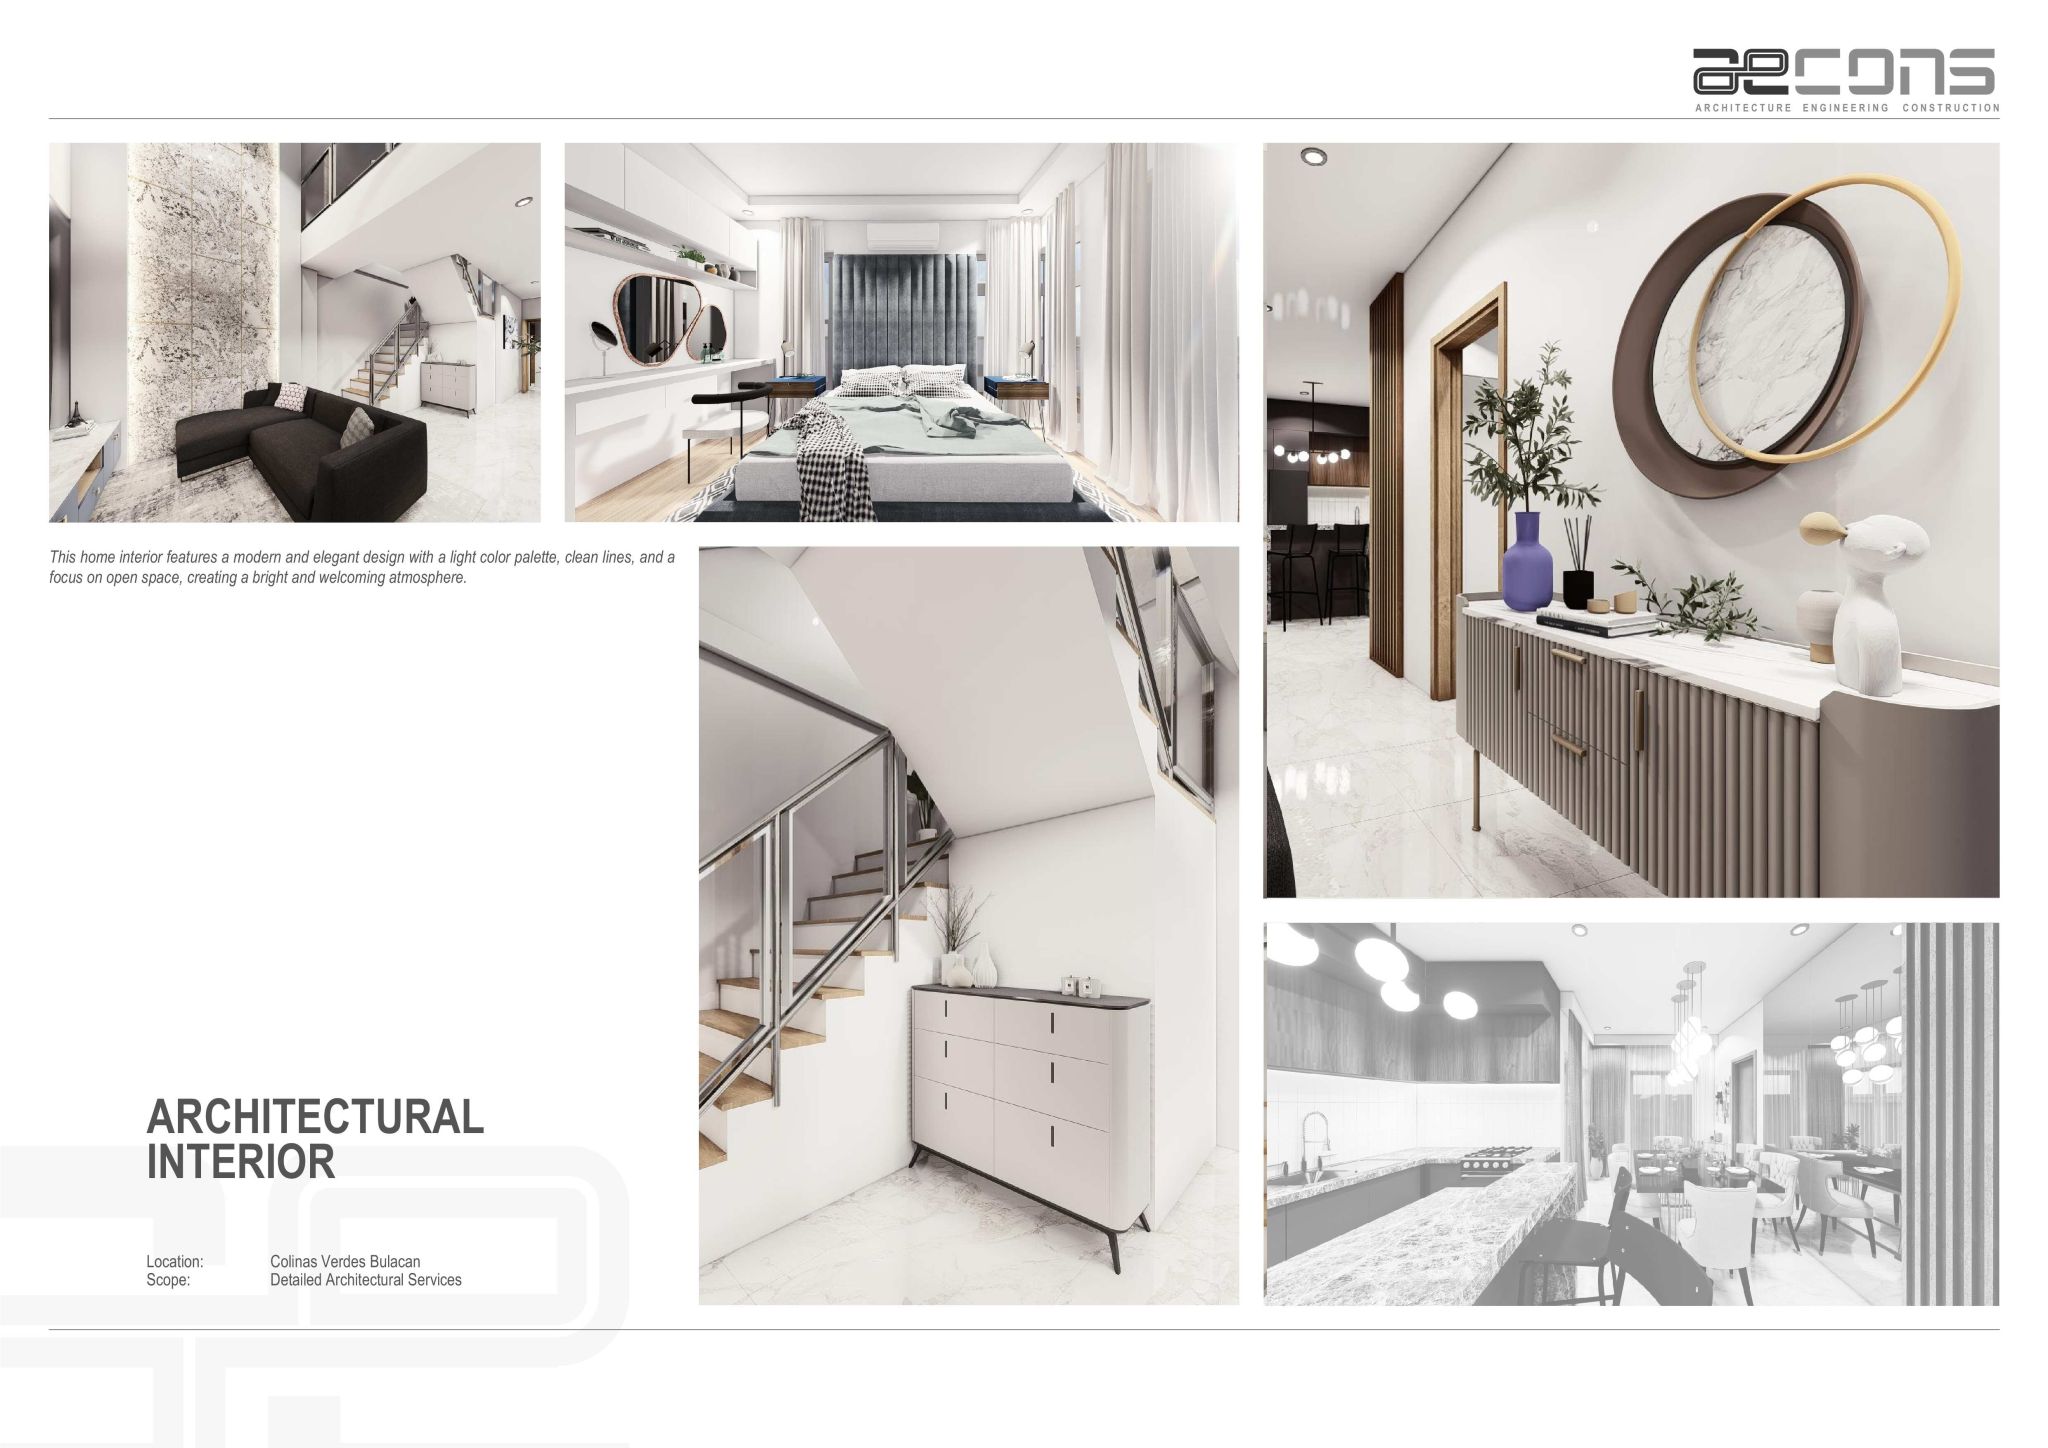 aecons
ARCHITECTURE ENGINEERING CONSTRUCTION
This home interior features a modern and elegant design with a light color palette, clean lines, and a
focus on open space, creating a bright and welcoming atmosphere.
ARCHITECTURAL
INTERIOR
Location: Colinas Verdes Bulacan
Scope: Detailed Architectural Services